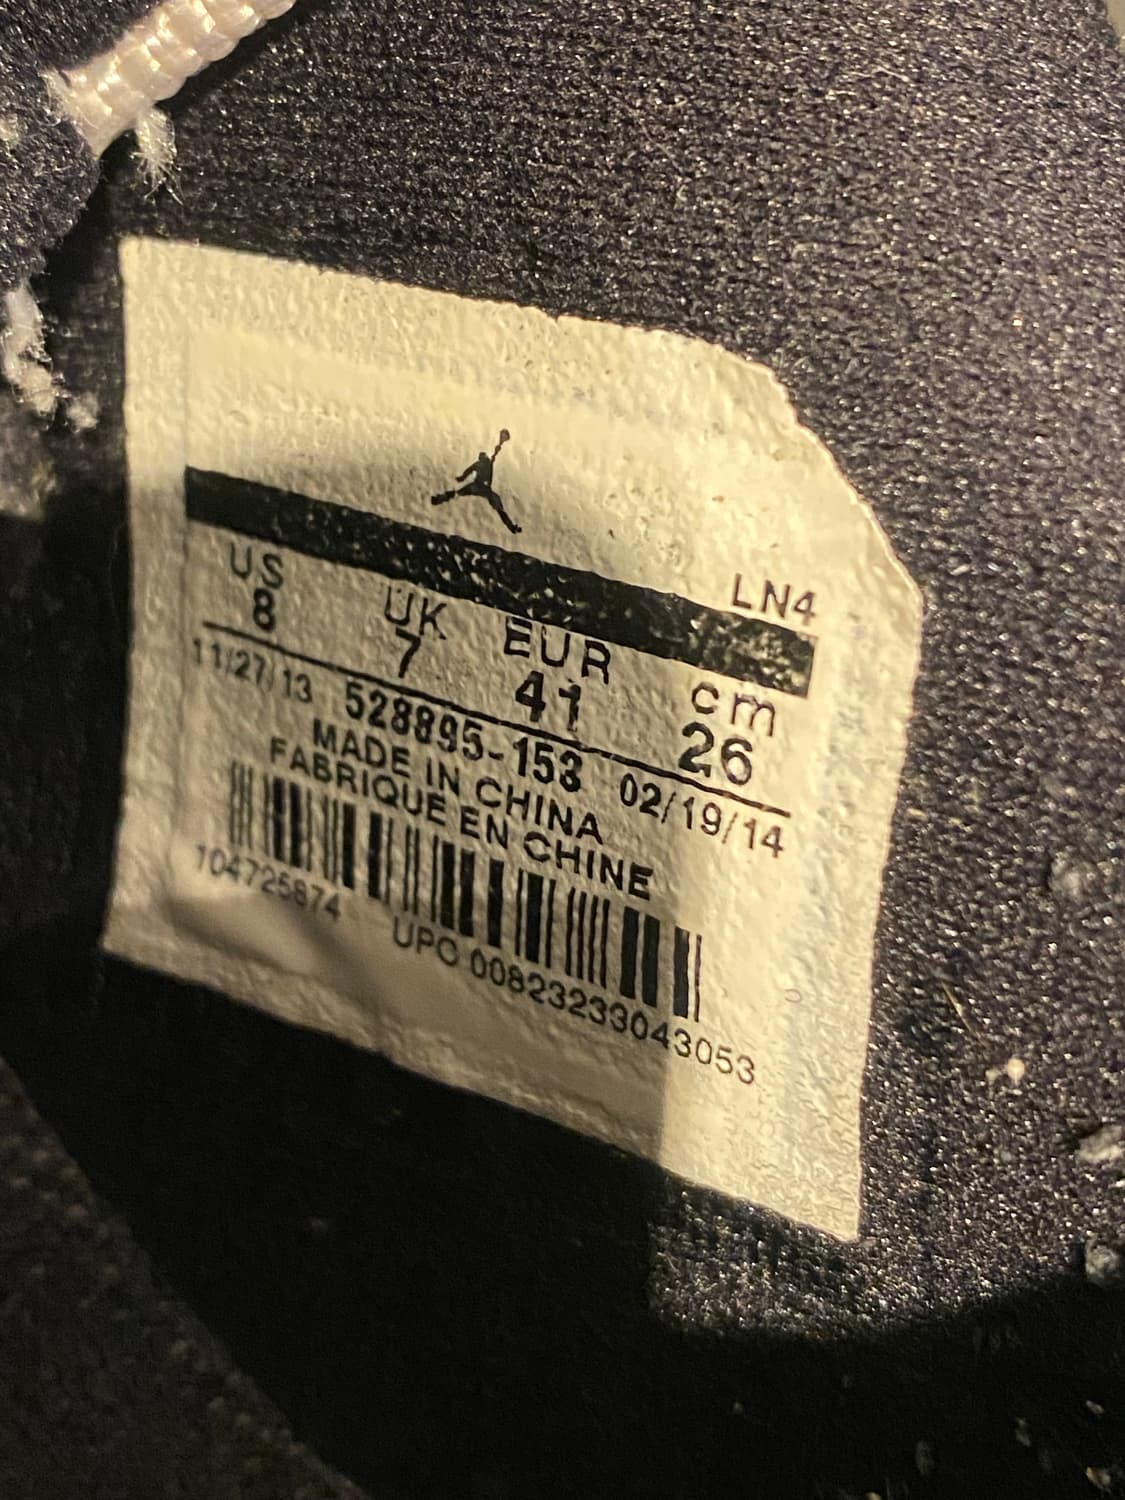 LN4
US UK EUR cm
8 7 41 26
11/27/13 528895-153 02/19/14
MADE IN CHINA
FABRIQUE EN CHINE
104725874 UPC 00823233043053